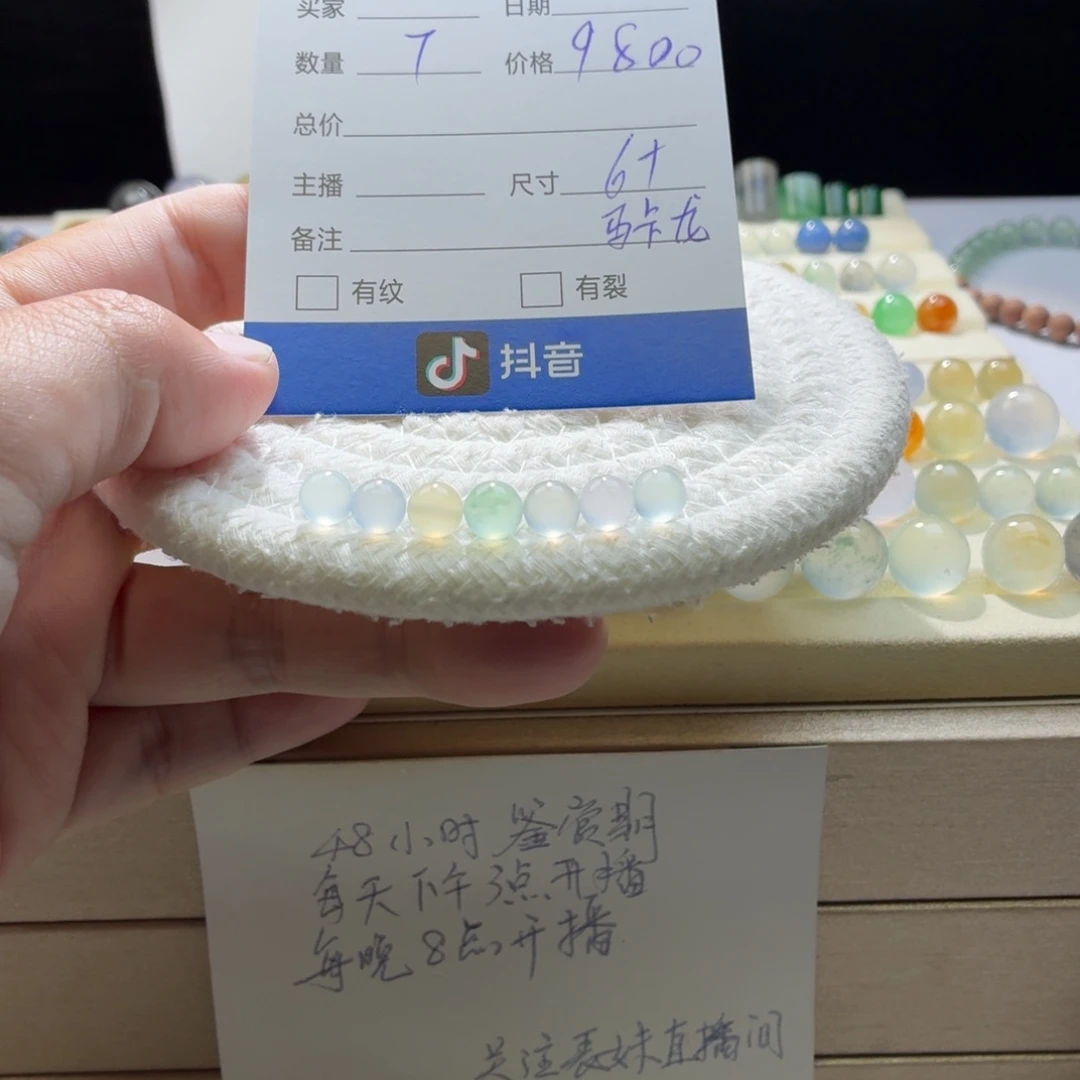 买家 日期
数量 7 价格 9800
总价
主播 尺寸 6+
备注 马卡龙
有纹 有裂
抖音
48小时鉴赏期
每天下午3点开播
每晚8点开播
关注表妹直播间